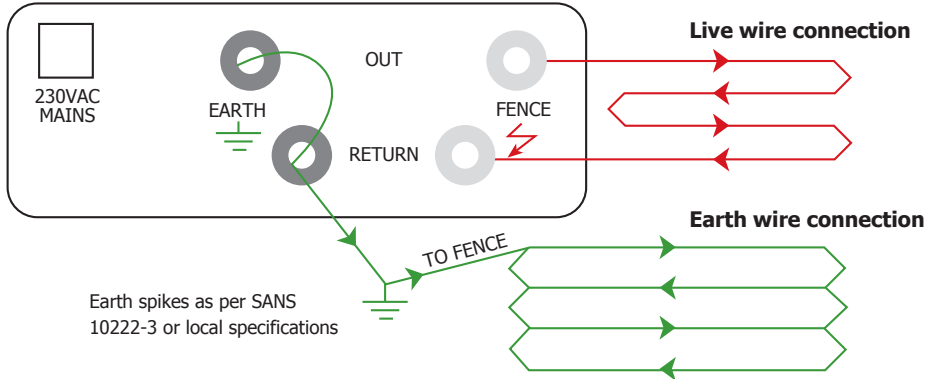 Live wire connection
OUT
230VAC
MAINS
EARTH
FENCE
RETURN
Earth wire connection
TO FENCE
Earth spikes as per SANS
10222-3 or local specifications